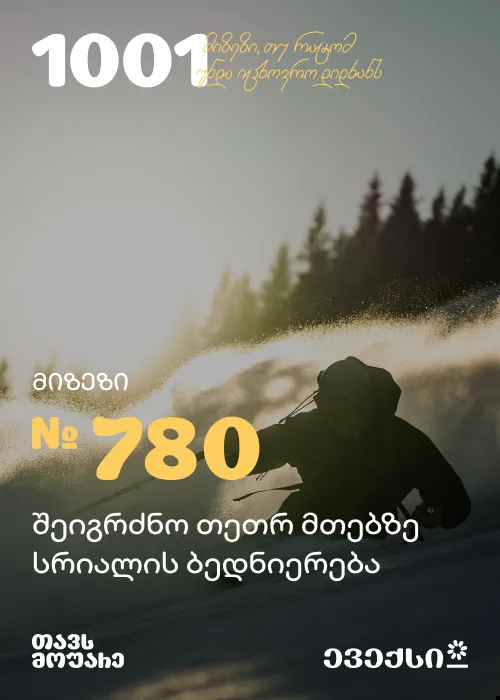 1001 მიზეზი, თუ რატომ
უნდა იცხოვრო დიდხანს
მიზეზი
№ 780
შეიგრძნო თეთრ მთებზე
სრიალის ბედნიერება
თავს
მოუარე
ევექსი